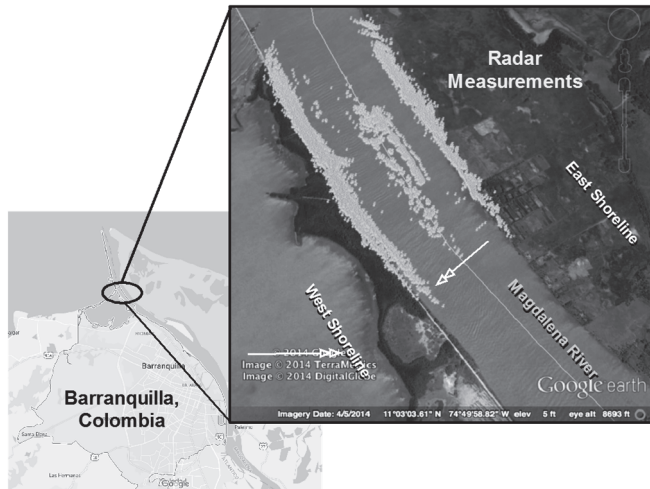 Radar
Measurements
East Shoreline
West Shoreline
Magdalena River
Image © 2014 TerraMetrics
Image © 2014 DigitalGlobe
Google earth
Imagery Date: 4/5/2014 11°03'03.61" N 74°49'58.82" W elev 5 ft eye alt 8693 ft
Barranquilla
Barranquilla,
Colombia
Las Hermanas
Google